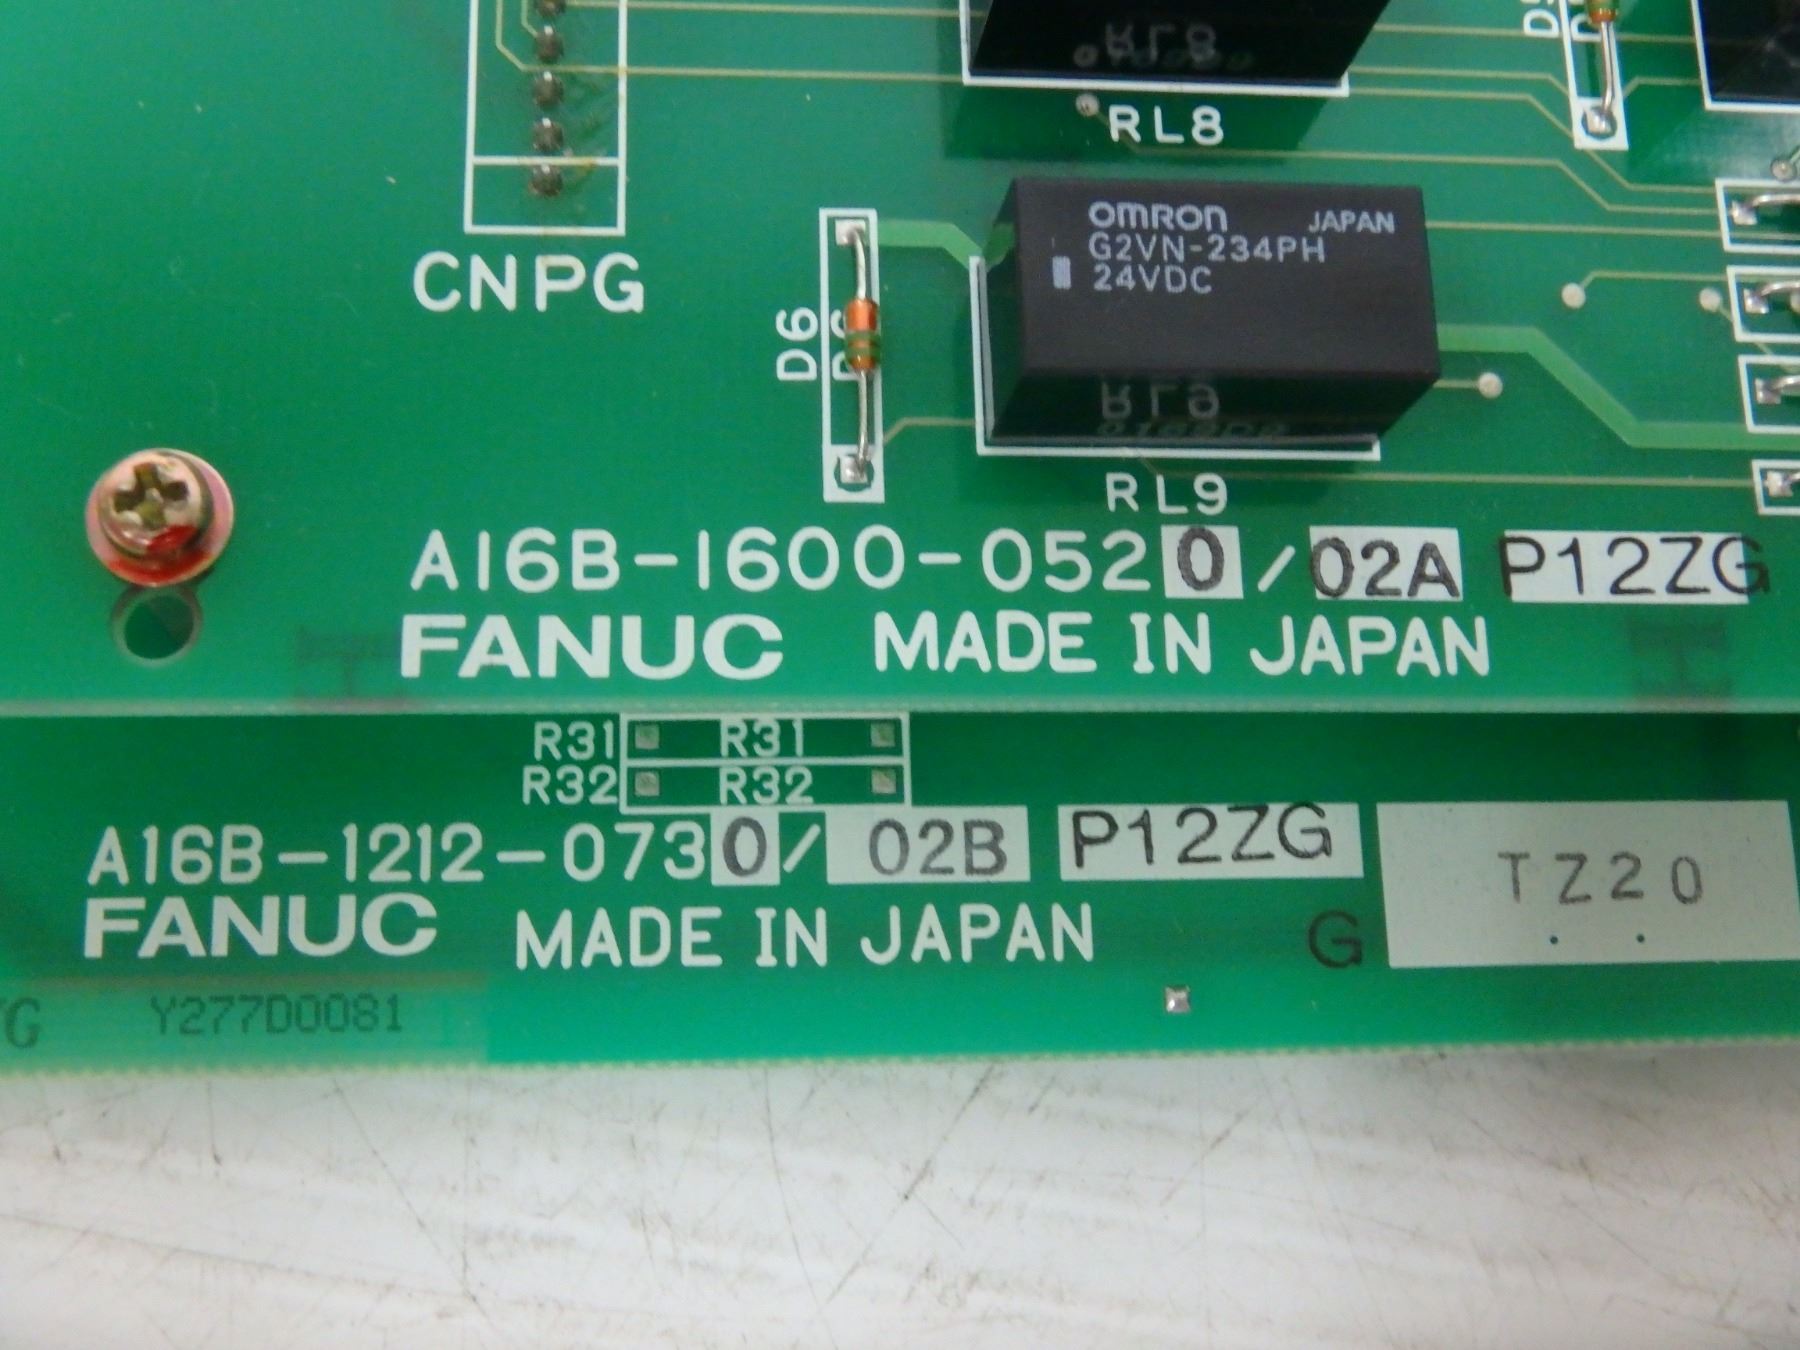 RL8
D5
OMRON JAPAN
G2VN-234PH
24VDC
CNPG
D6
RL9
A16B-1600-0520/02A P12ZG
FANUC MADE IN JAPAN
R31 R31
R32 R32
A16B-1212-0730/02B P12ZG
TZ20
FANUC MADE IN JAPAN
G
Y277D0081